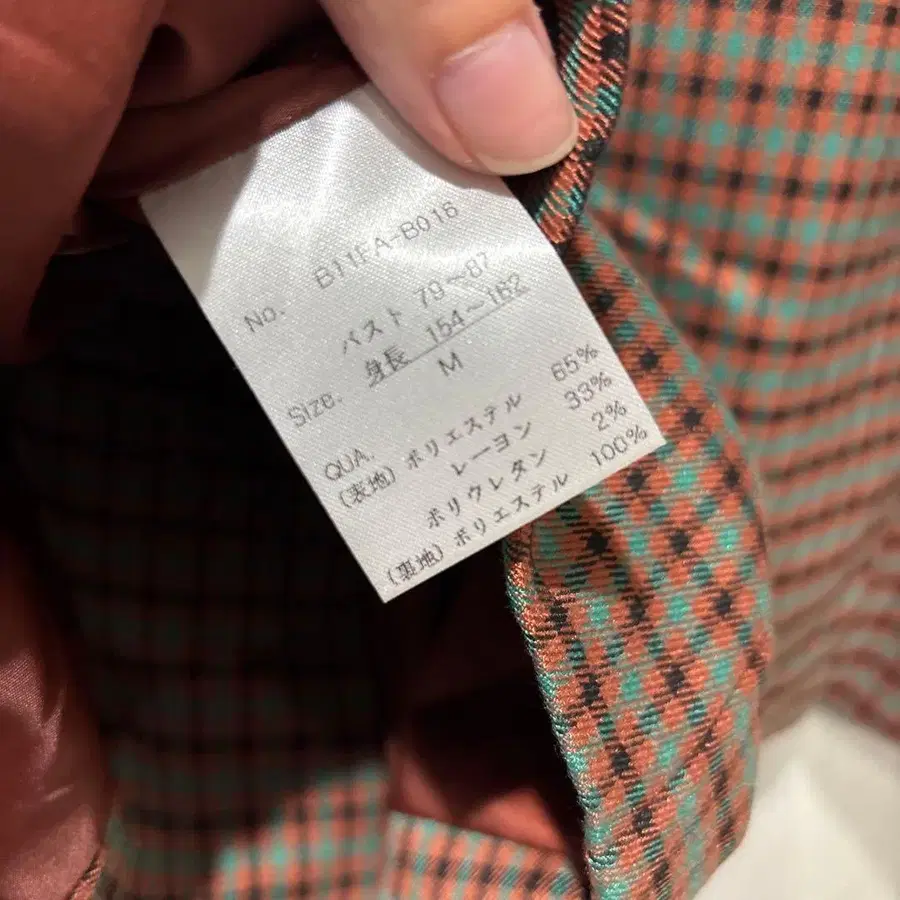 No. B11FA-B016
バスト 79～87
身長 154～162
Size. M
QUA.
(表地) ポリエステル 65%
レーヨン 33%
ポリウレタン 2%
(裏地) ポリエステル 100%